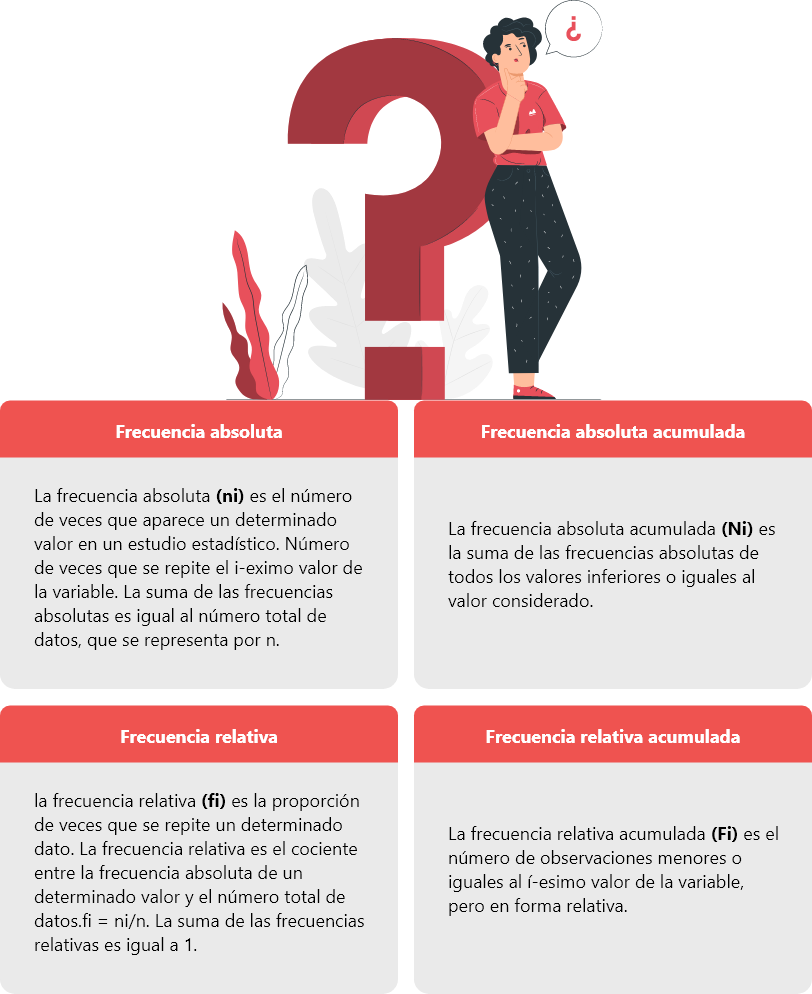 ¿
Frecuencia absoluta
La frecuencia absoluta (ni) es el número
de veces que aparece un determinado
valor en un estudio estadístico. Número
de veces que se repite el i-eximo valor de
la variable. La suma de las frecuencias
absolutas es igual al número total de
datos, que se representa por n.
Frecuencia absoluta acumulada
La frecuencia absoluta acumulada (Ni) es
la suma de las frecuencias absolutas de
todos los valores inferiores o iguales al
valor considerado.
Frecuencia relativa
la frecuencia relativa (fi) es la proporción
de veces que se repite un determinado
dato. La frecuencia relativa es el cociente
entre la frecuencia absoluta de un
determinado valor y el número total de
datos.fi = ni/n. La suma de las frecuencias
relativas es igual a 1.
Frecuencia relativa acumulada
La frecuencia relativa acumulada (Fi) es el
número de observaciones menores o
iguales al í-esimo valor de la variable,
pero en forma relativa.